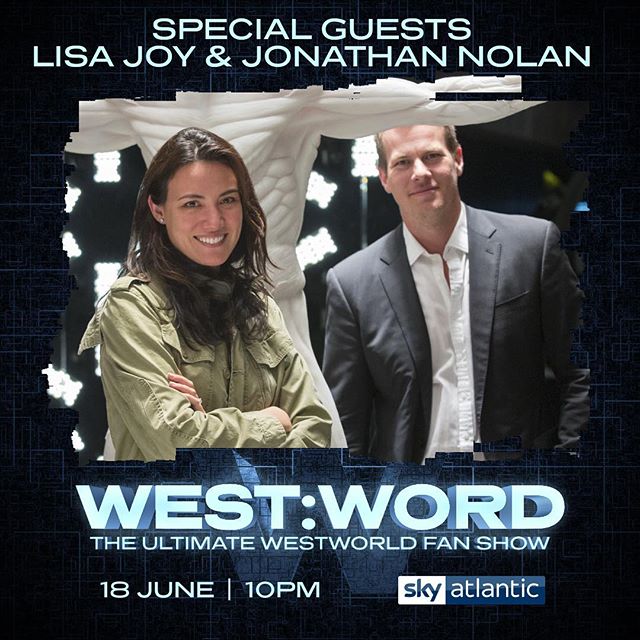 SPECIAL GUESTS
LISA JOY & JONATHAN NOLAN
WEST:WORD
THE ULTIMATE WESTWORLD FAN SHOW
18 JUNE | 10PM sky atlantic